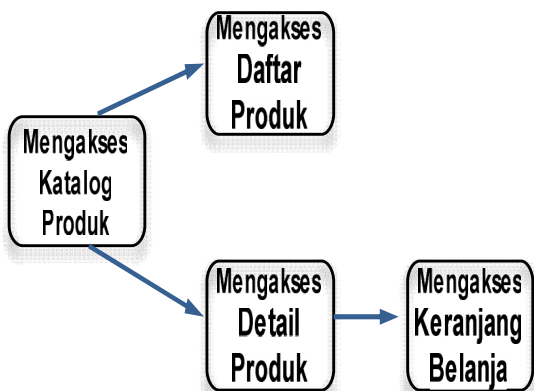 Mengakses
Daftar
Produk
Mengakses
Katalog
Produk
Mengakses
Detail
Produk
Mengakses
Keranjang
Belanja